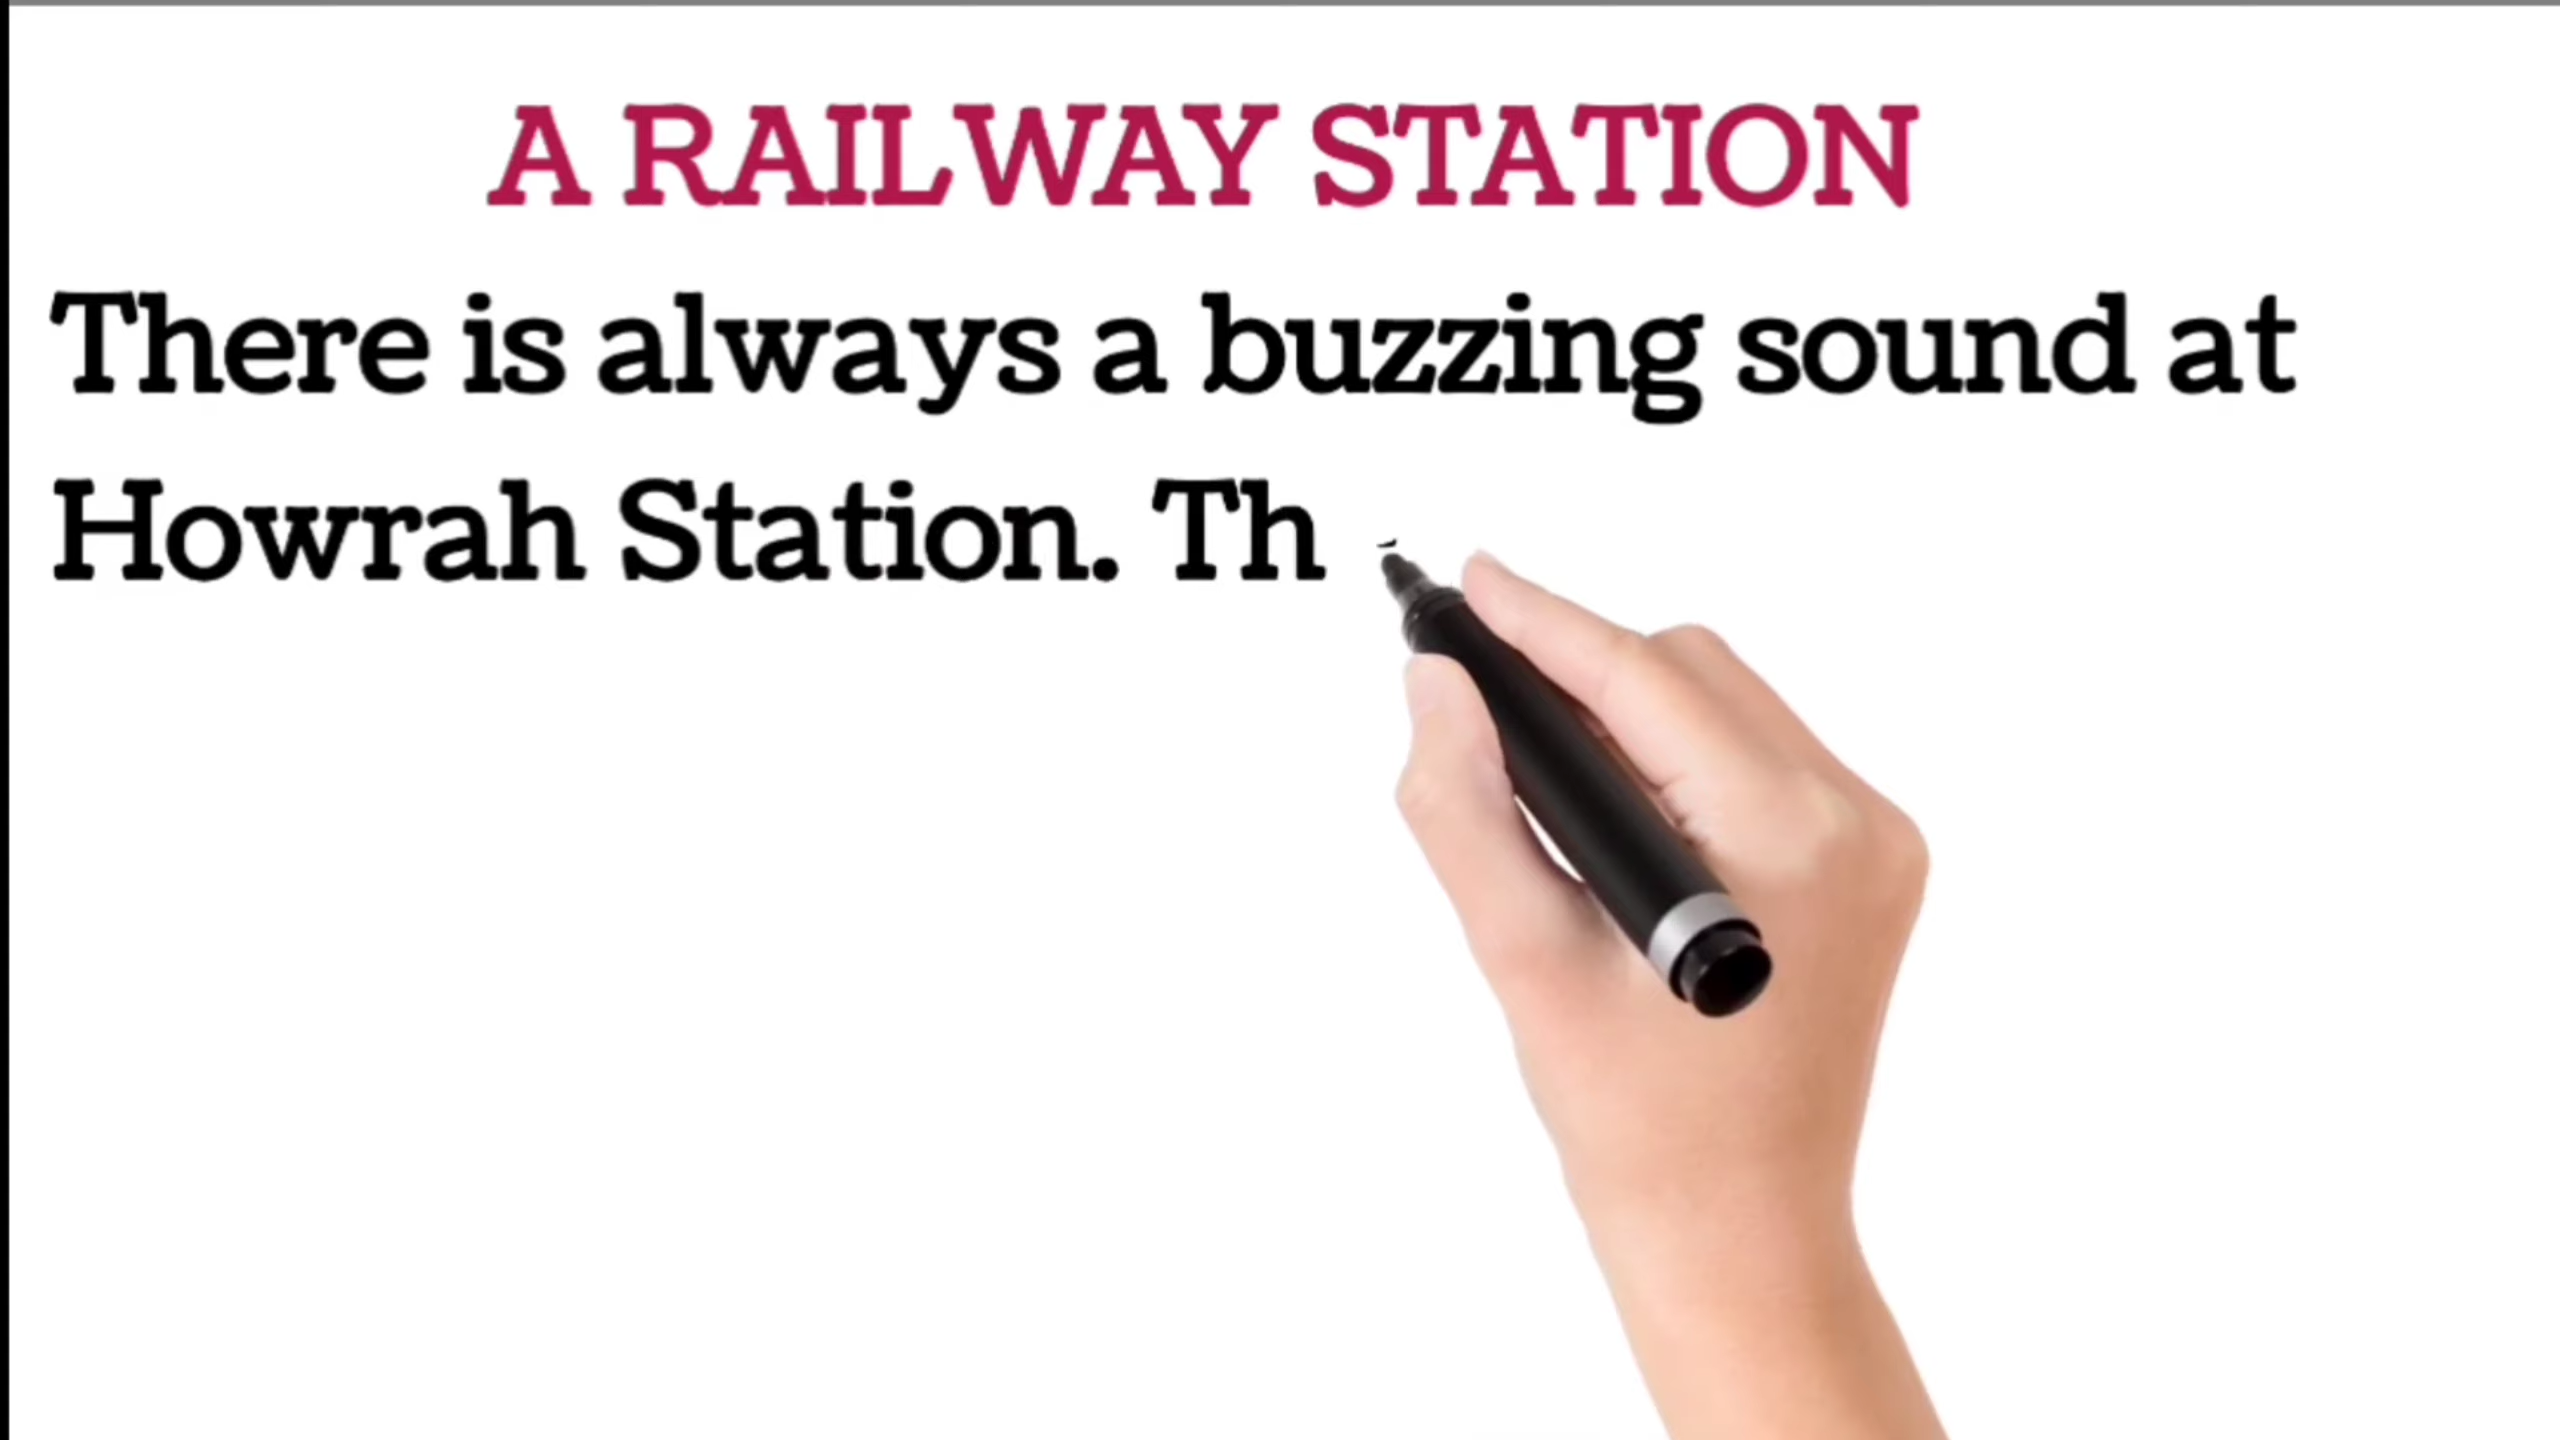 A RAILWAY STATION
There is always a buzzing sound at
Howrah Station. Th